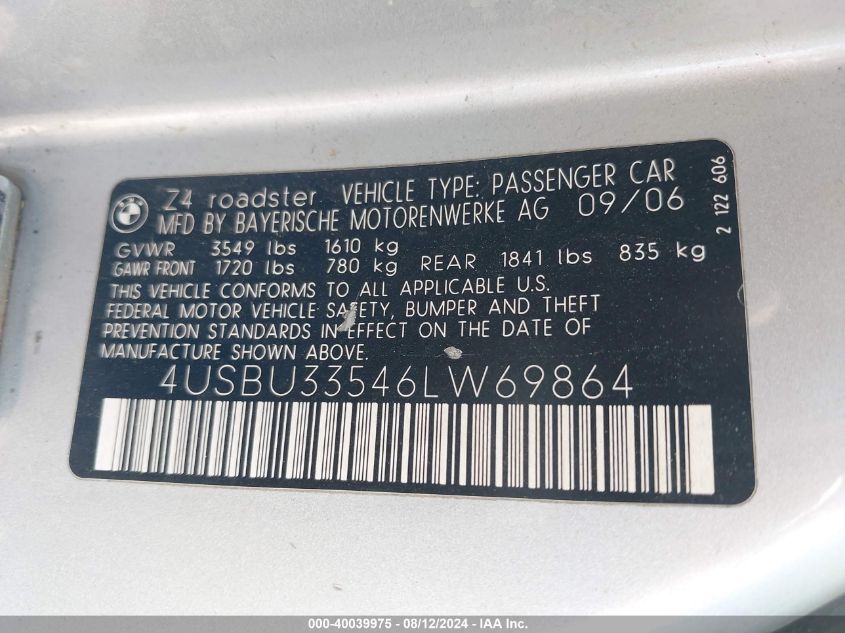 Z4 roadster VEHICLE TYPE: PASSENGER CAR
MFD BY BAYERISCHE MOTORENWERKE AG 09/06
GVWR 3549 lbs 1610 kg
GAWR FRONT 1720 lbs 780 kg REAR 1841 lbs 835 kg
THIS VEHICLE CONFORMS TO ALL APPLICABLE U.S.
FEDERAL MOTOR VEHICLE SAFETY, BUMPER AND THEFT
PREVENTION STANDARDS IN EFFECT ON THE DATE OF
MANUFACTURE SHOWN ABOVE.
4USBU33546LW69864
2 122 606
BMW
000-40039975 - 08/12/2024 - IAA Inc.